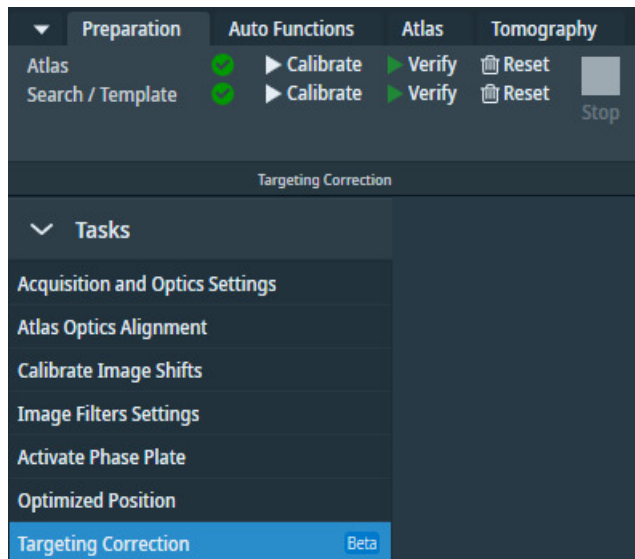 Preparation Auto Functions Atlas Tomography
Atlas Calibrate Verify Reset
Search / Template Calibrate Verify Reset
Stop
Targeting Correction
Tasks
Acquisition and Optics Settings
Atlas Optics Alignment
Calibrate Image Shifts
Image Filters Settings
Activate Phase Plate
Optimized Position
Targeting Correction Beta